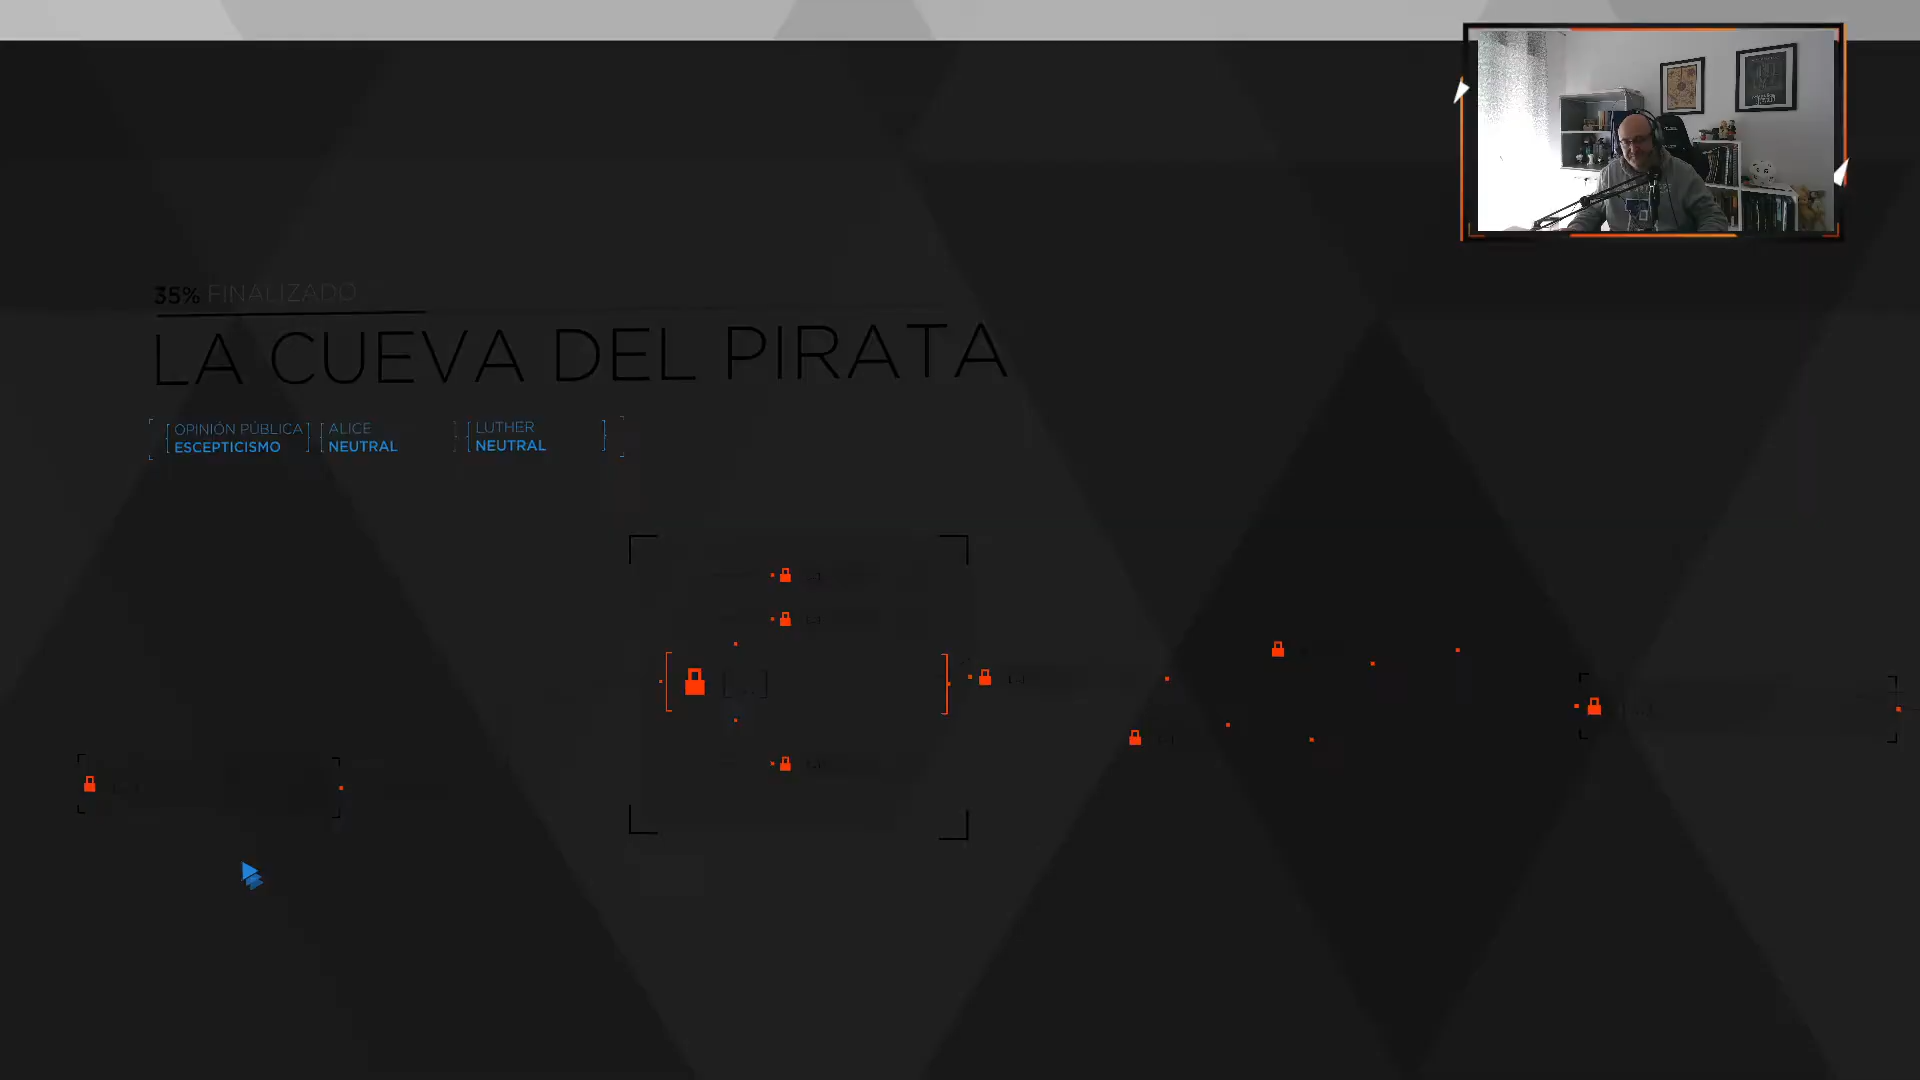 35% FINALIZADO
LA CUEVA DEL PIRATA
OPINIÓN PÚBLICA
ESCEPTICISMO
ALICE
NEUTRAL
LUTHER
NEUTRAL